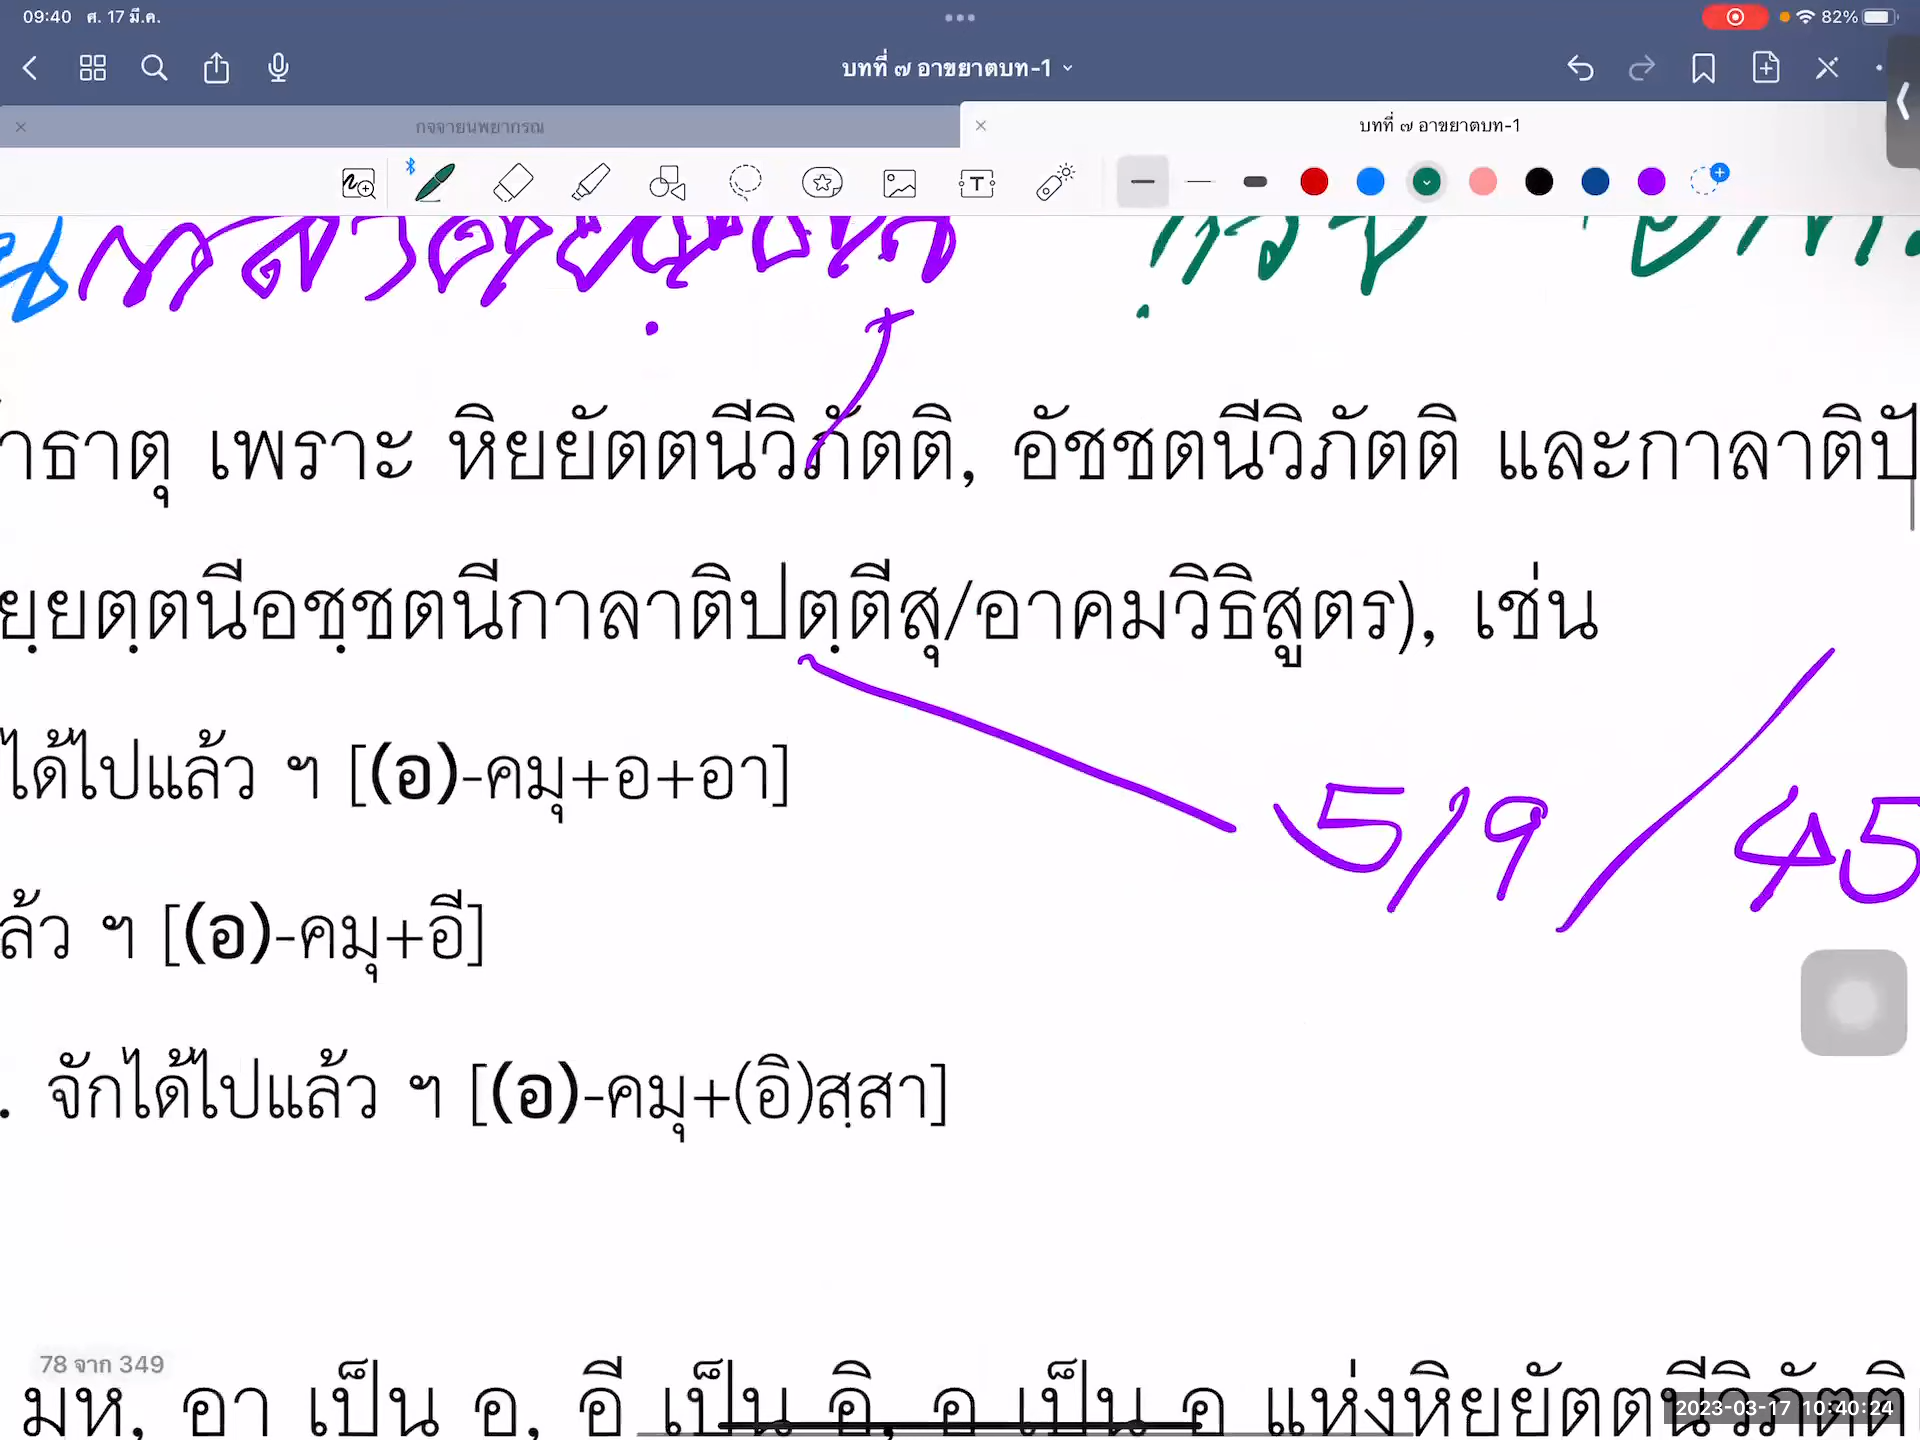 09:40 ศ. 17 มี.ค.
82%
บทที่ ๗ อาขยาตบท-1
กจจายนพยากรณ
บทที่ ๗ อาขยาตบท-1
าธาตุ เพราะ หิยยัตตนีวิภัตติ, อัชชตนีวิภัตติ และกาลาติปั
ยฺยตฺตนีอชฺชตนีกาลาติปตฺตีสุ/อาคมวิธิสูตร), เช่น
ได้ไปแล้ว ฯ [(อ)-คมุ+อ+อา]
5/9 / 45
ล้ว ฯ [(อ)-คมุ+อี]
. จักได้ไปแล้ว ฯ [(อ)-คมุ+(อิ)สฺสา]
78 จาก 349
มห, อา เป็น อ, อี เป็น อิ, อ เป็น อ แห่งหิยยัตตนีวิภัตติ
2023-03-17 10:40:24